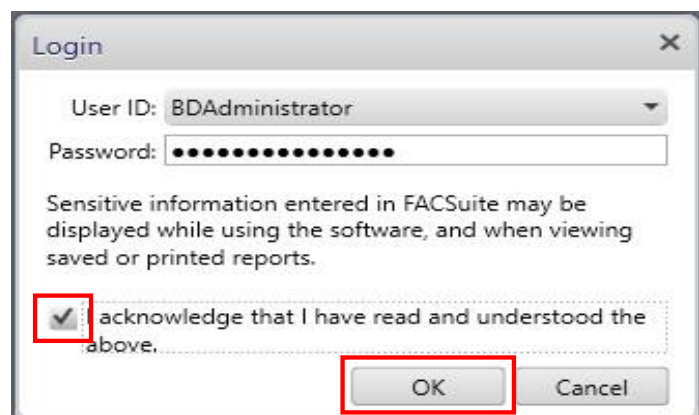 Login
User ID: BDAdministrator
Password: ●●●●●●●●●●●●●●●
Sensitive information entered in FACSuite may be
displayed while using the software, and when viewing
saved or printed reports.
I acknowledge that I have read and understood the
above.
OK Cancel